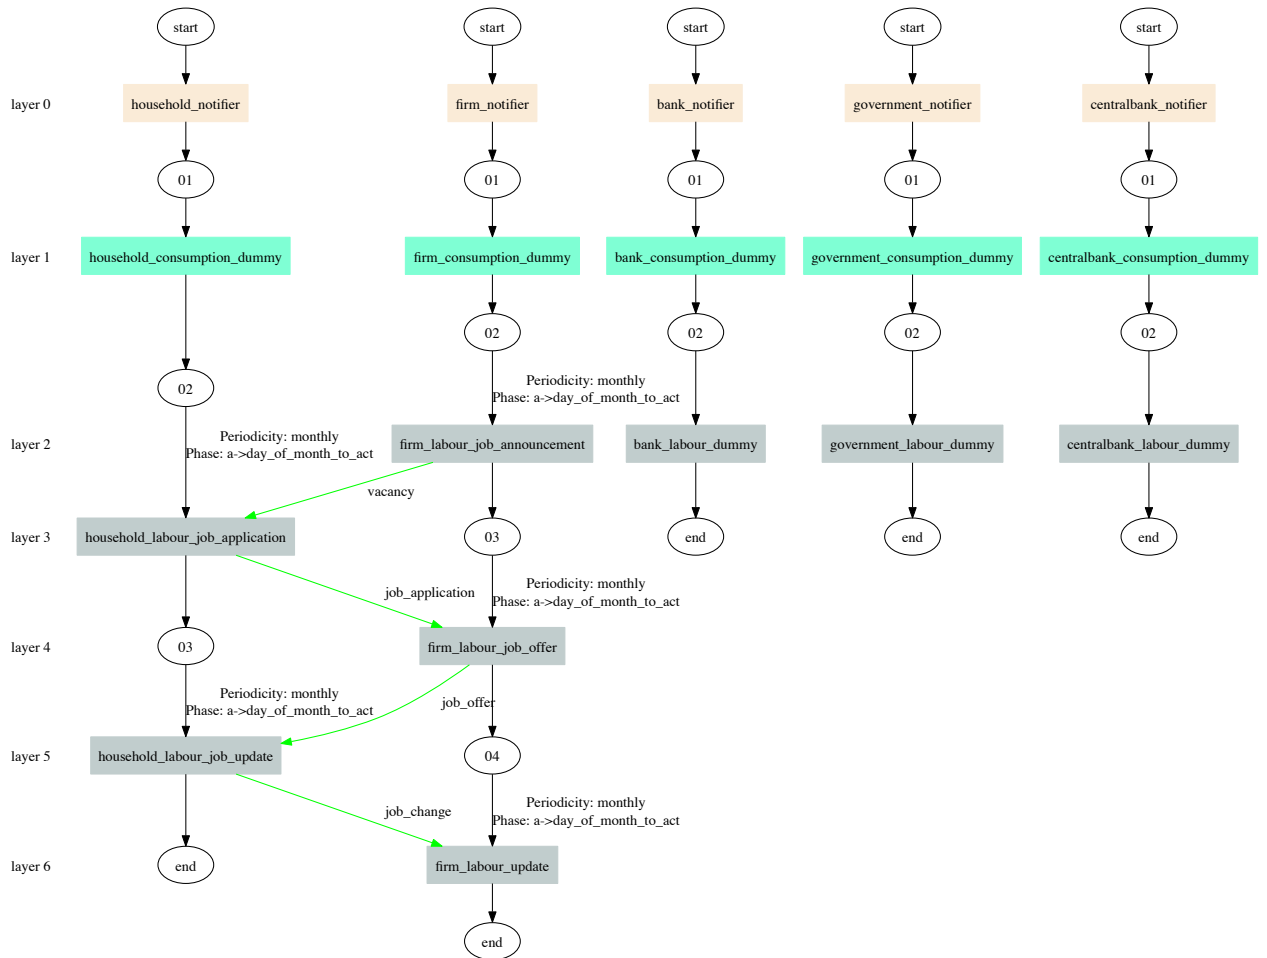 start
start
start
start
start
layer 0
household_notifier
firm_notifier
bank_notifier
government_notifier
centralbank_notifier
01
01
01
01
01
layer 1
household_consumption_dummy
firm_consumption_dummy
bank_consumption_dummy
government_consumption_dummy
centralbank_consumption_dummy
02
02
02
02
Periodicity: monthly
Phase: a->day_of_month_to_act
02
layer 2
Periodicity: monthly
Phase: a->day_of_month_to_act
firm_labour_job_announcement
bank_labour_dummy
government_labour_dummy
centralbank_labour_dummy
vacancy
layer 3
household_labour_job_application
03
end
end
end
job_application
Periodicity: monthly
Phase: a->day_of_month_to_act
layer 4
03
firm_labour_job_offer
Periodicity: monthly
Phase: a->day_of_month_to_act
job_offer
layer 5
household_labour_job_update
04
job_change
Periodicity: monthly
Phase: a->day_of_month_to_act
layer 6
end
firm_labour_update
end